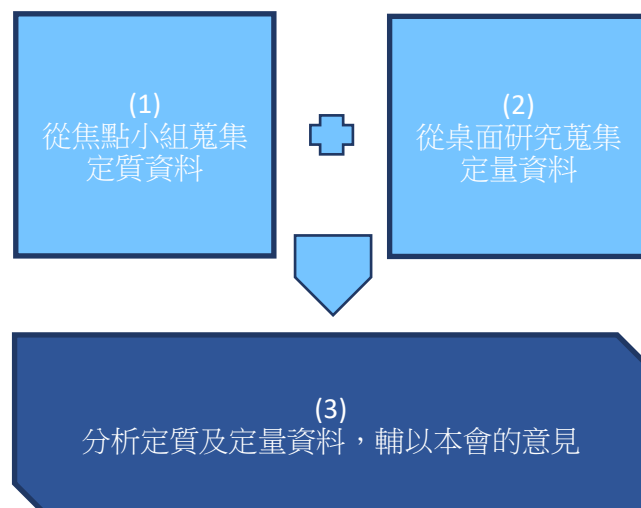 (1)
從焦點小組蒐集
定質資料
(2)
從桌面研究蒐集
定量資料
(3)
分析定質及定量資料，輔以本會的意見